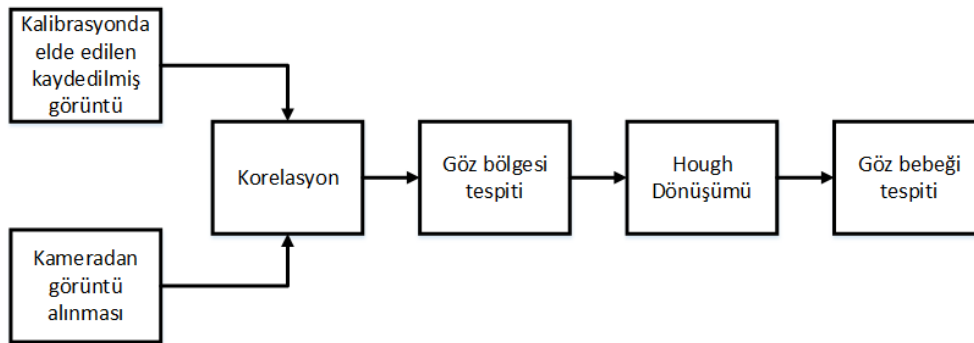 Kalibrasyonda
elde edilen
kaydedilmiş
görüntü
Kameradan
görüntü
alınması
Korelasyon
Göz bölgesi
tespiti
Hough
Dönüşümü
Göz bebeği
tespiti